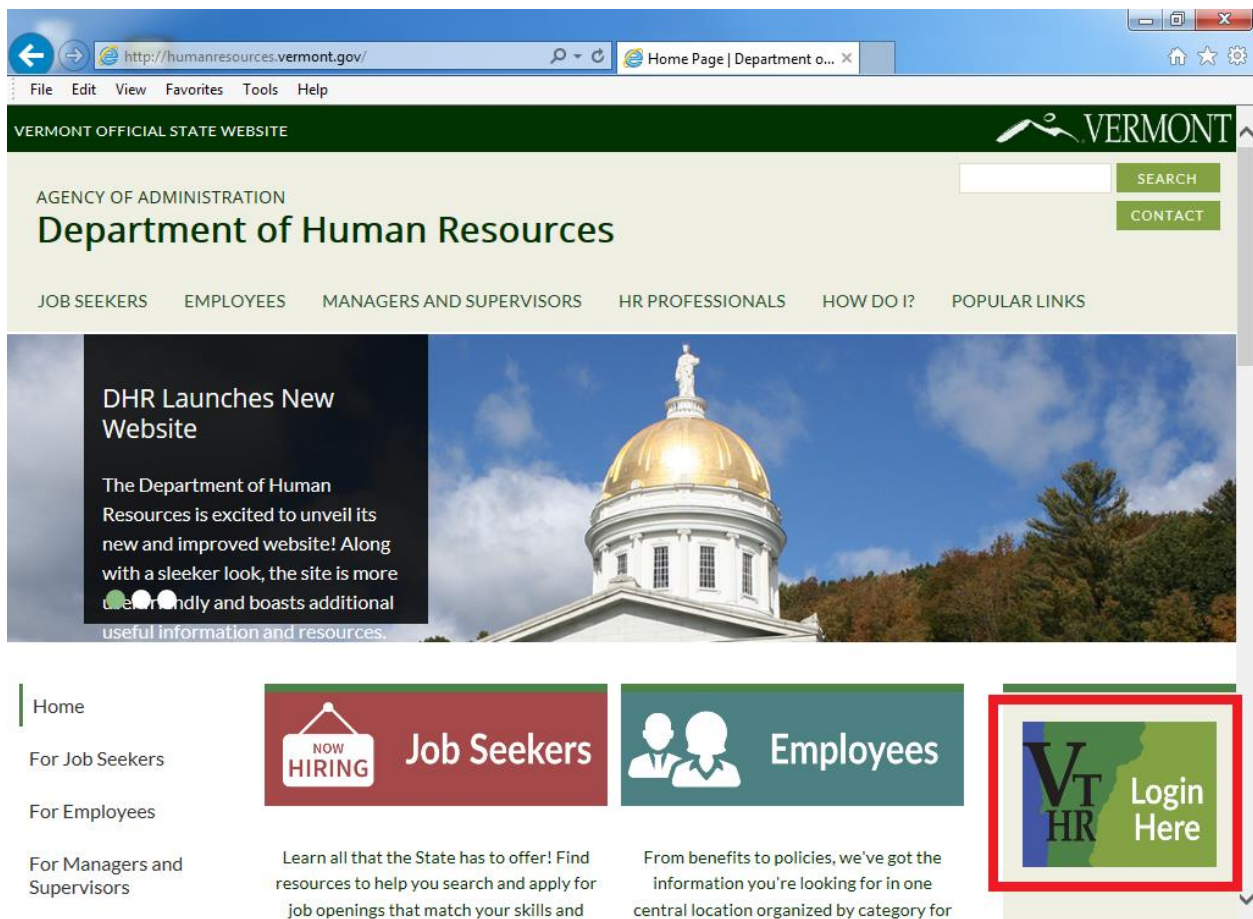 http://humanresources.vermont.gov/
Home Page | Department o...
File Edit View Favorites Tools Help
VERMONT OFFICIAL STATE WEBSITE
VERMONT
SEARCH
AGENCY OF ADMINISTRATION
Department of Human Resources
CONTACT
JOB SEEKERS EMPLOYEES MANAGERS AND SUPERVISORS HR PROFESSIONALS HOW DO I? POPULAR LINKS
DHR Launches New
Website
The Department of Human
Resources is excited to unveil its
new and improved website! Along
with a sleeker look, the site is more
and boasts additional
useful information and resources.
Home
For Job Seekers
For Employees
For Managers and
Supervisors
NOW
HIRING
Job Seekers
Learn all that the State has to offer! Find
resources to help you search and apply for
job openings that match your skills and
Employees
From benefits to policies, we've got the
information you're looking for in one
central location organized by category for
VT
HR
Login
Here